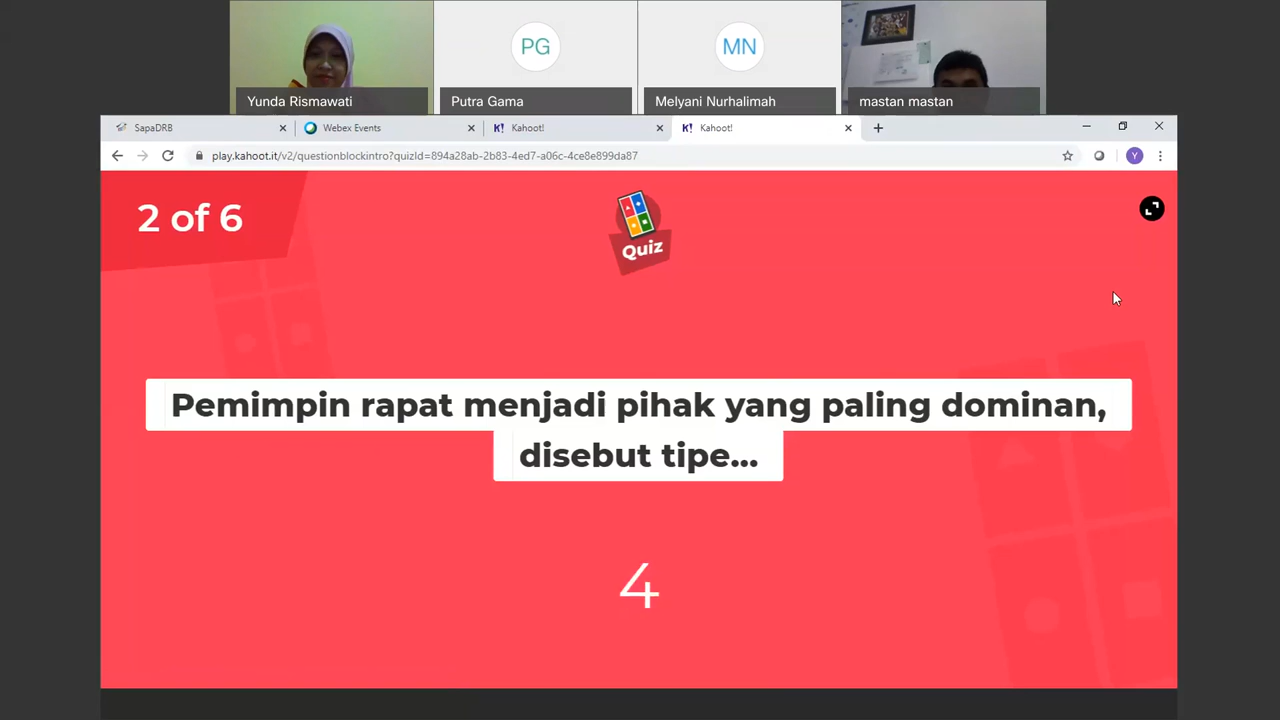 PG
MN
Yunda Rismawati
Putra Gama
Melyani Nurhalimah
mastan mastan
SapaDRB
Webex Events
Kahoot!
Kahoot!
play.kahoot.it/v2/questionblockintro?quizId=894a28ab-2b83-4ed7-a06c-4ce8e899da87
Y
2 of 6
Quiz
Pemimpin rapat menjadi pihak yang paling dominan,
disebut tipe...
4